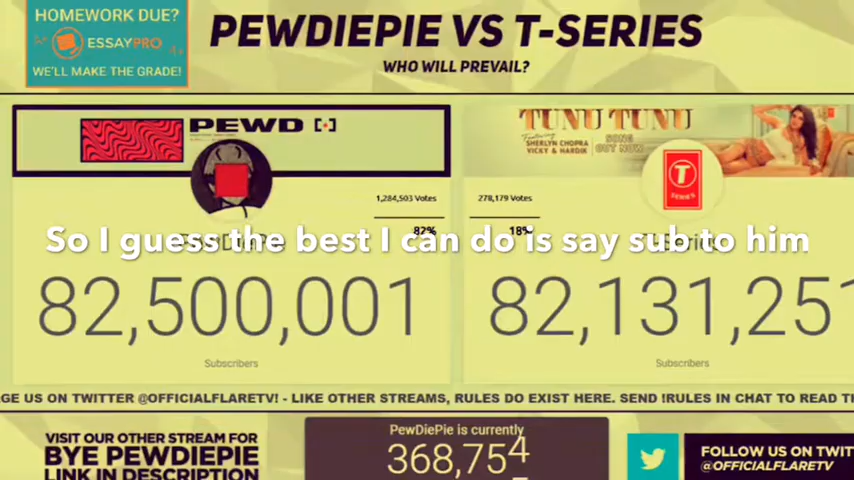 HOMEWORK DUE?
ESSAYPRO
WE'LL MAKE THE GRADE!
PEWDIEPIE VS T-SERIES
WHO WILL PREVAIL?
PEWD
TUNU TUNU
Featuring
SHERLYN CHOPRA
VICKY & HARDIK
SONG
OUT NOW
T
SERIES
1,284,503 Votes
82%
278,179 Votes
18%
So I guess the best I can do is say sub to him
82,500,001
Subscribers
82,131,251
Subscribers
GE US ON TWITTER @OFFICIALFLARETV! - LIKE OTHER STREAMS, RULES DO EXIST HERE. SEND !RULES IN CHAT TO READ
VISIT OUR OTHER STREAM FOR
BYE PEWDIEPIE
LINK IN DESCRIPTION
PewDiePie is currently
368,754
FOLLOW US ON TWIT
@OFFICIALFLARETV